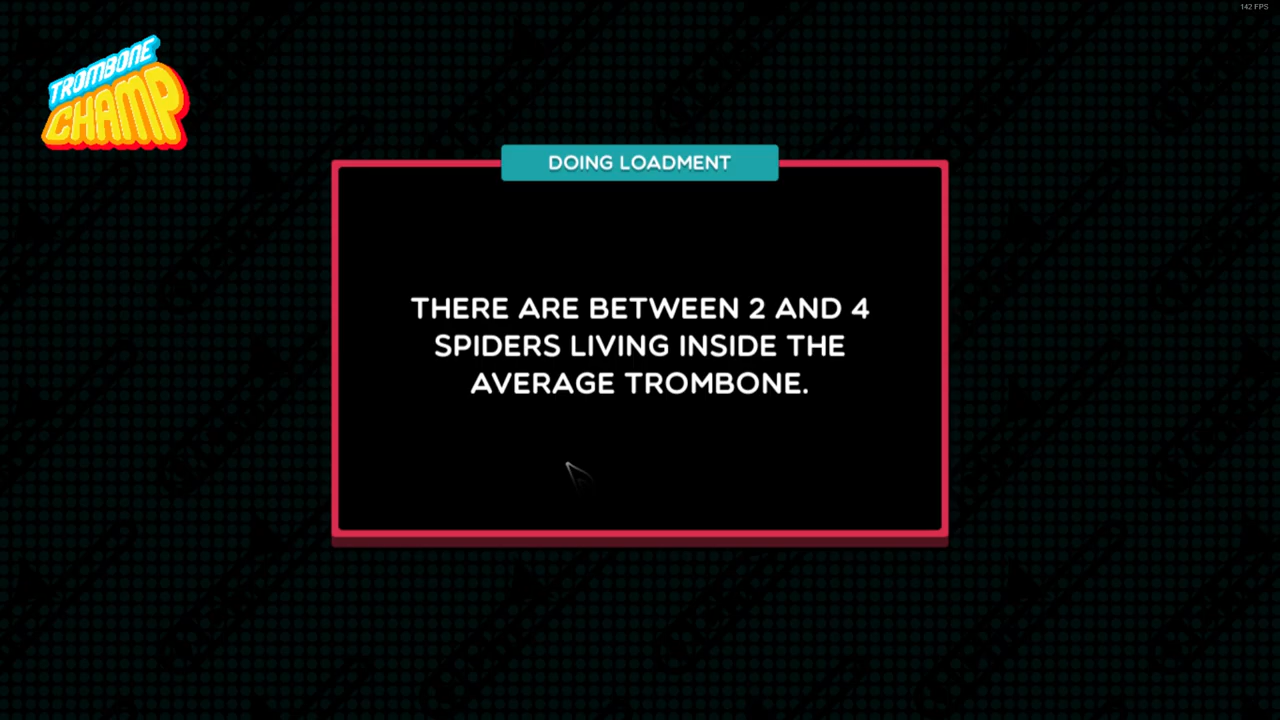 142 FPS
TROMBONE
CHAMP
DOING LOADMENT
THERE ARE BETWEEN 2 AND 4
SPIDERS LIVING INSIDE THE
AVERAGE TROMBONE.